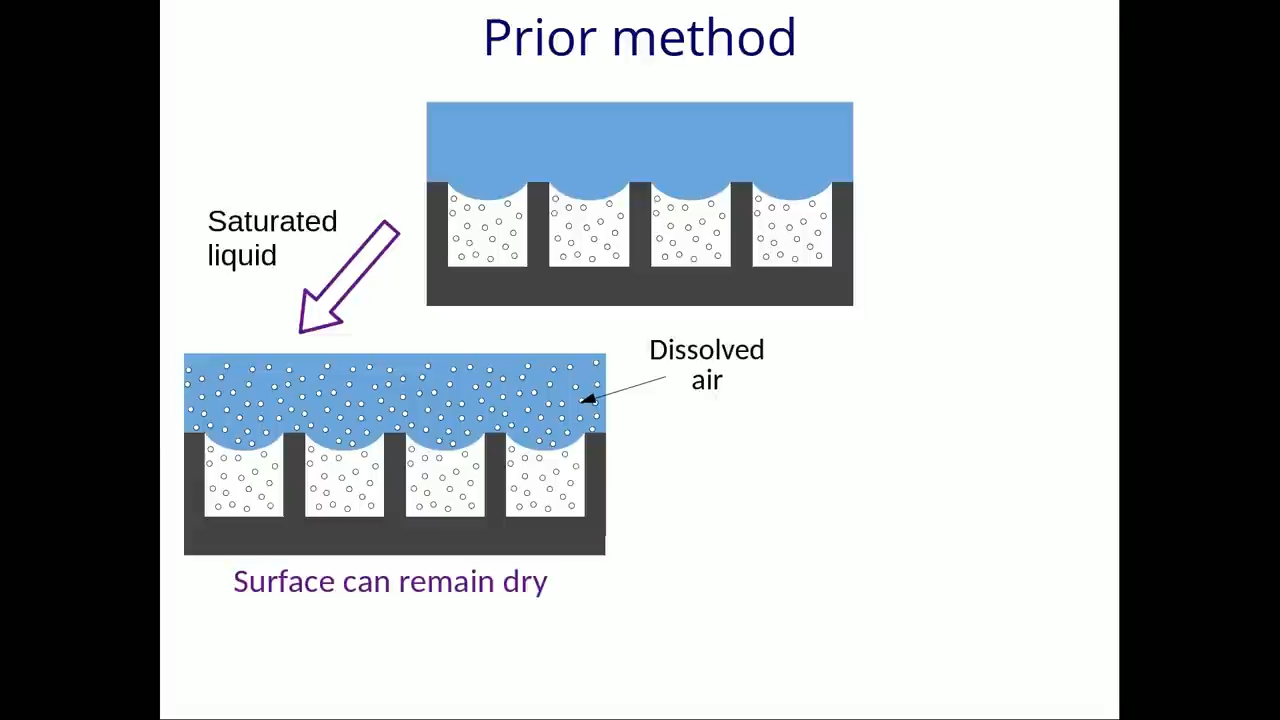 Prior method
Saturated
liquid
Dissolved
air
Surface can remain dry